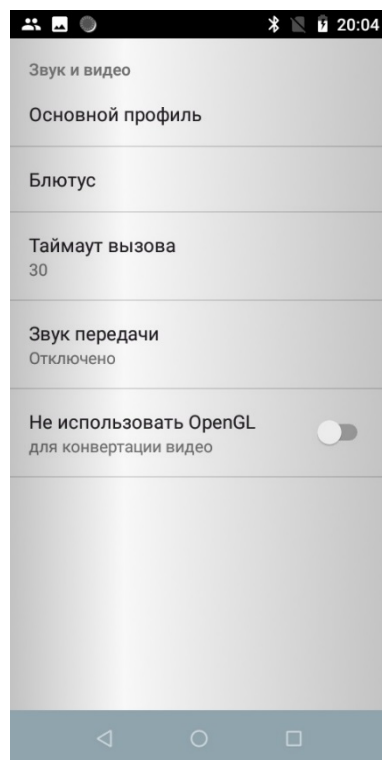 20:04
Звук и видео
Основной профиль
Блютус
Таймаут вызова
30
Звук передачи
Отключено
Не использовать OpenGL
для конвертации видео